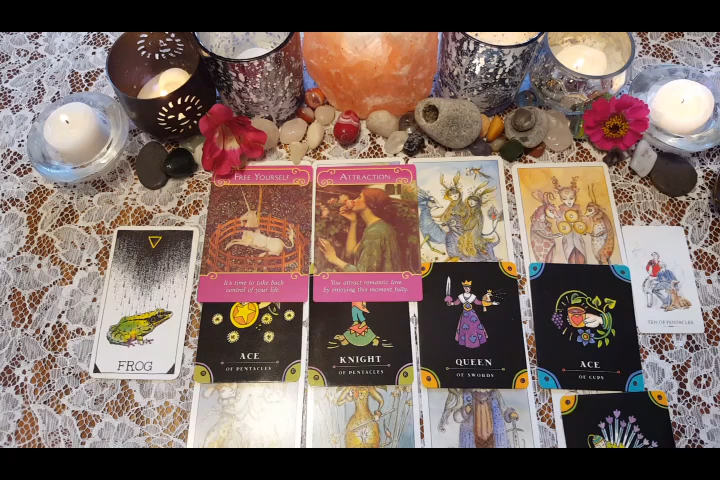 FREE YOURSELF
It's time to take back
control of your life.
ATTRACTION
You attract romantic love
by enjoying this moment fully.
FROG
ACE
OF PENTACLES
KNIGHT
OF PENTACLES
QUEEN
OF SWORDS
ACE
OF CUPS
TEN OF PENTACLES